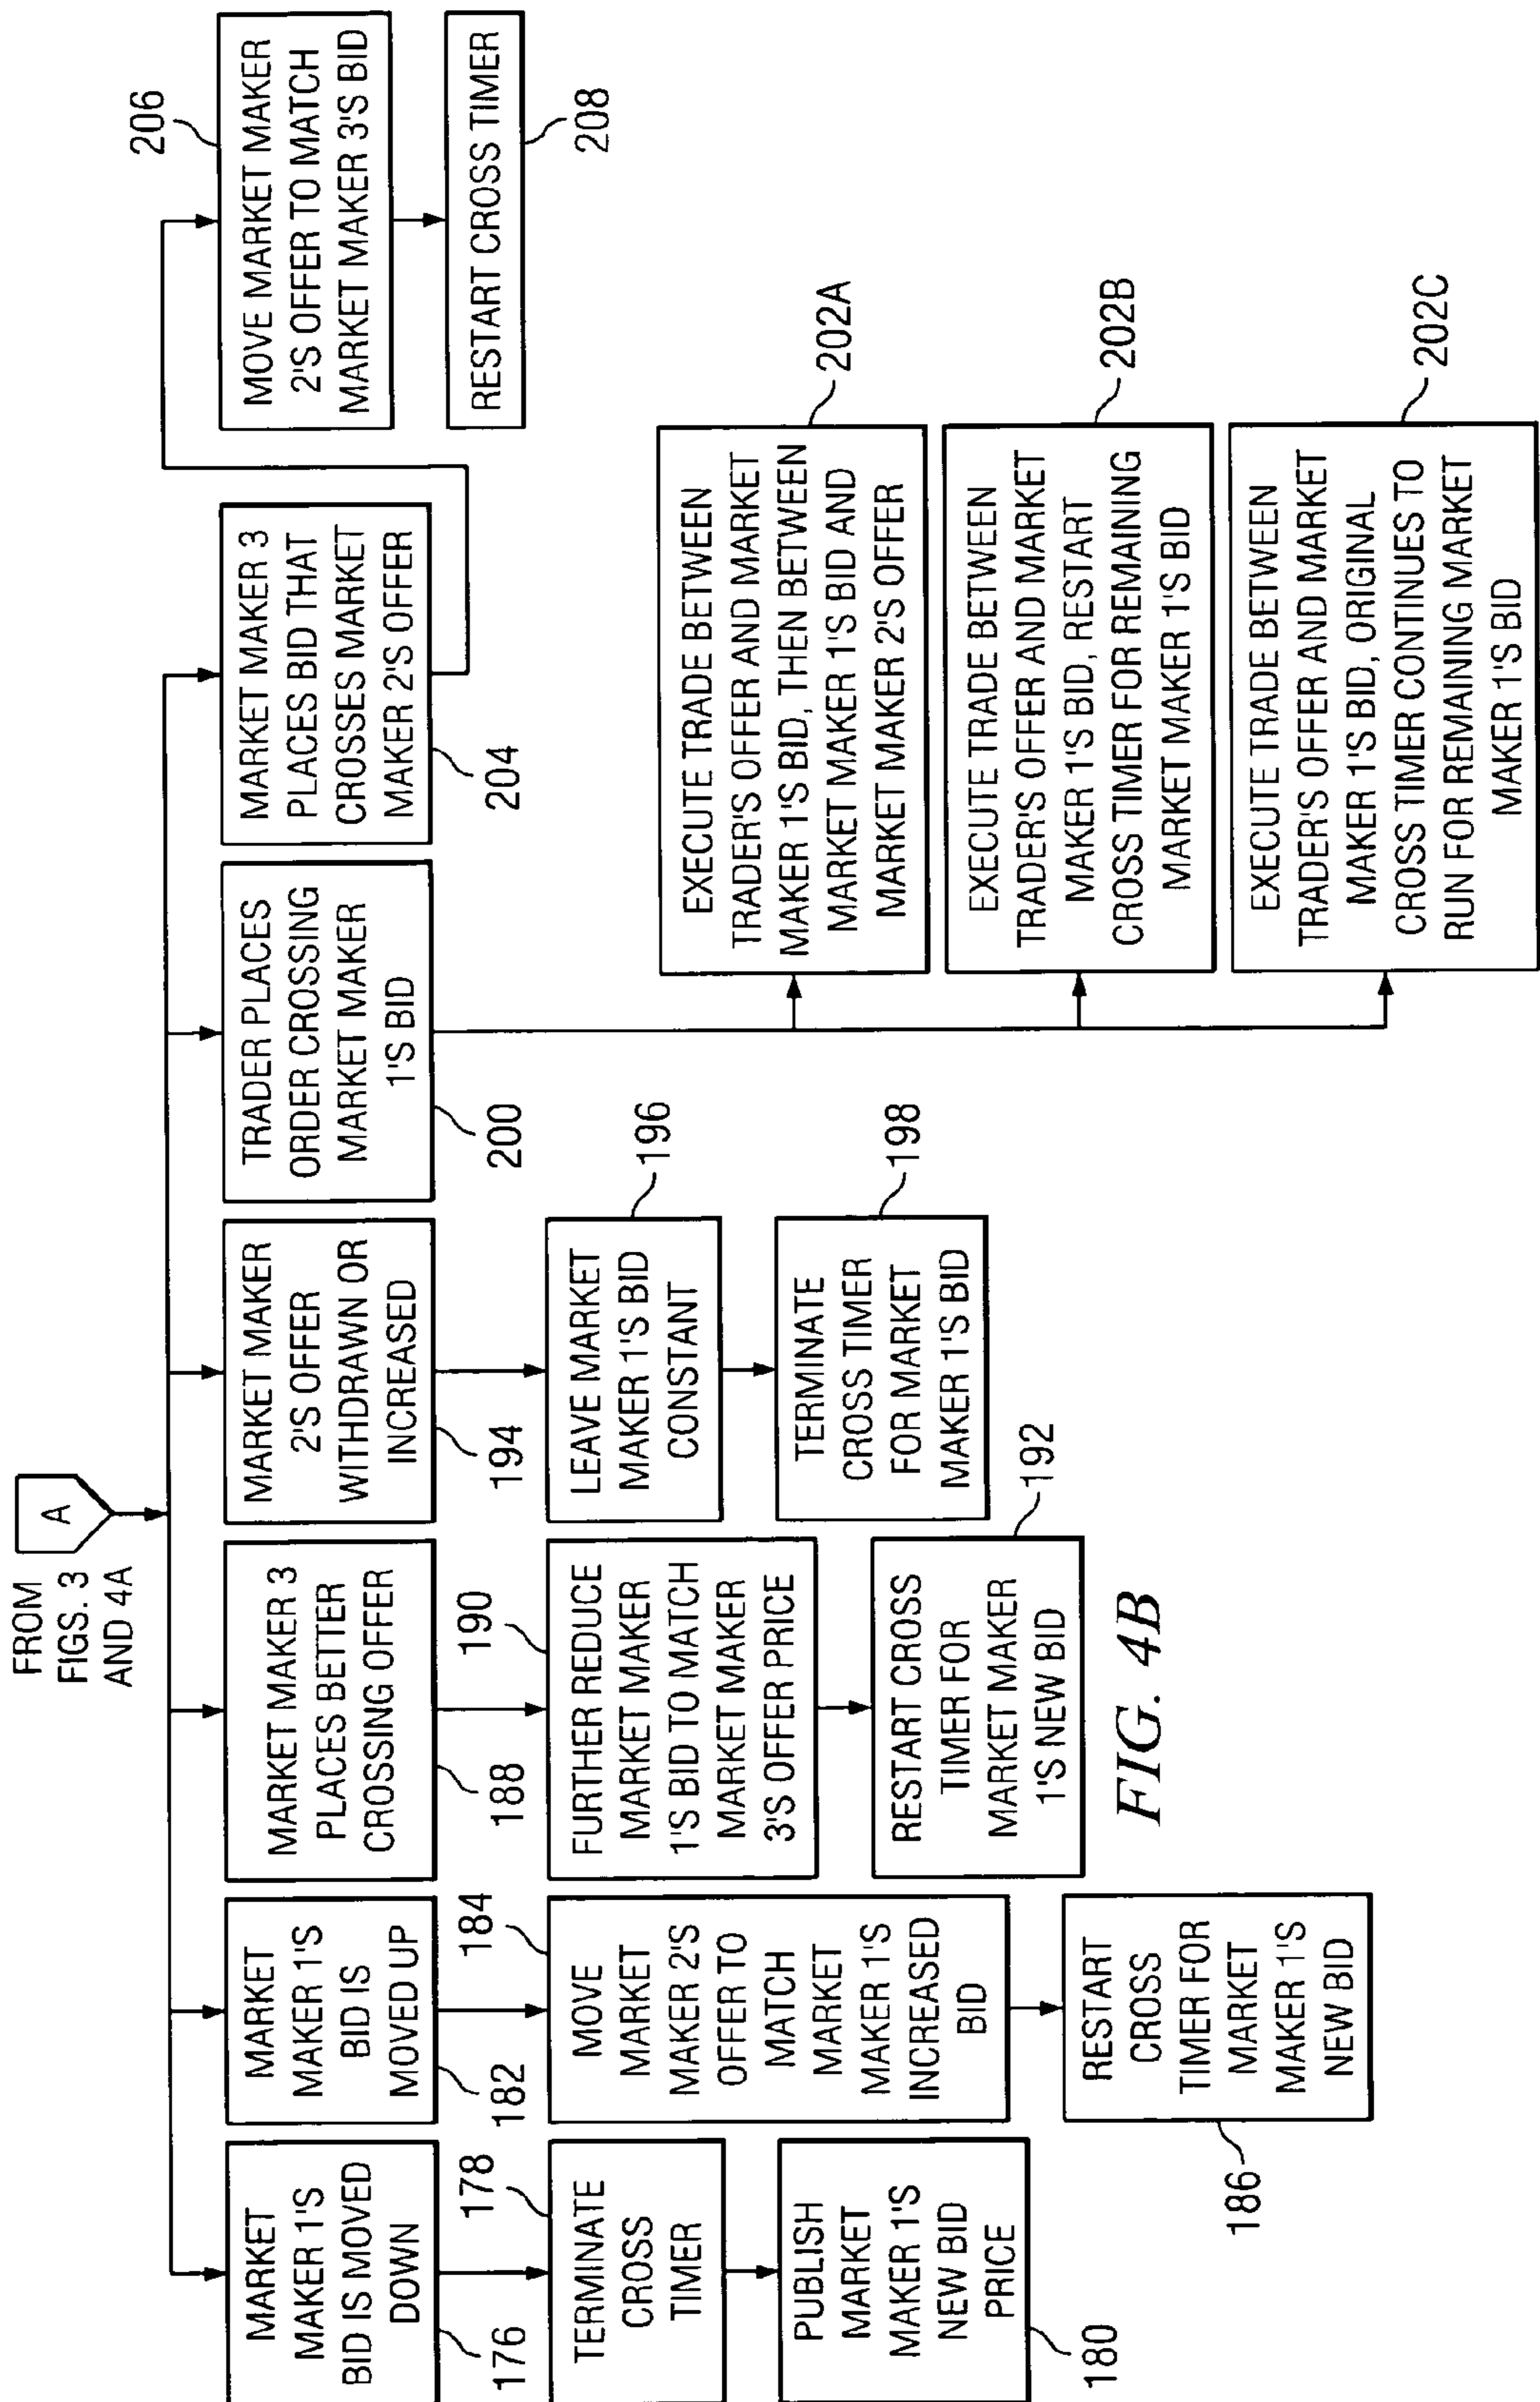 FROM
FIGS. 3
AND 4A
A
MARKET
MAKER 1'S
BID IS MOVED
DOWN
176
178
TERMINATE
CROSS
TIMER
PUBLISH
MARKET
MAKER 1'S
NEW BID
PRICE
180
MARKET
MAKER 1'S
BID IS
MOVED UP
182
184
MOVE
MARKET
MAKER 2'S
OFFER TO
MATCH
MARKET
MAKER 1'S
INCREASED
BID
RESTART
CROSS
TIMER FOR
MARKET
MAKER 1'S
NEW BID
186
MARKET MAKER 3
PLACES BETTER
CROSSING OFFER
188
190
FURTHER REDUCE
MARKET MAKER
1'S BID TO MATCH
MARKET MAKER
3'S OFFER PRICE
RESTART CROSS
TIMER FOR
MARKET MAKER
1'S NEW BID
192
MARKET MAKER
2'S OFFER
WITHDRAWN OR
INCREASED
194
LEAVE MARKET
MAKER 1'S BID
CONSTANT
196
TERMINATE
CROSS TIMER
FOR MARKET
MAKER 1'S BID
198
TRADER PLACES
ORDER CROSSING
MARKET MAKER
1'S BID
200
EXECUTE TRADE BETWEEN
TRADER'S OFFER AND MARKET
MAKER 1'S BID, THEN BETWEEN
MARKET MAKER 1'S BID AND
MARKET MAKER 2'S OFFER
202A
EXECUTE TRADE BETWEEN
TRADER'S OFFER AND MARKET
MAKER 1'S BID, RESTART
CROSS TIMER FOR REMAINING
MARKET MAKER 1'S BID
202B
EXECUTE TRADE BETWEEN
TRADER'S OFFER AND MARKET
MAKER 1'S BID, ORIGINAL
CROSS TIMER CONTINUES TO
RUN FOR REMAINING MARKET
MAKER 1'S BID
202C
MARKET MAKER 3
PLACES BID THAT
CROSSES MARKET
MAKER 2'S OFFER
204
206
MOVE MARKET MAKER
2'S OFFER TO MATCH
MARKET MAKER 3'S BID
RESTART CROSS TIMER
208
FIG. 4B